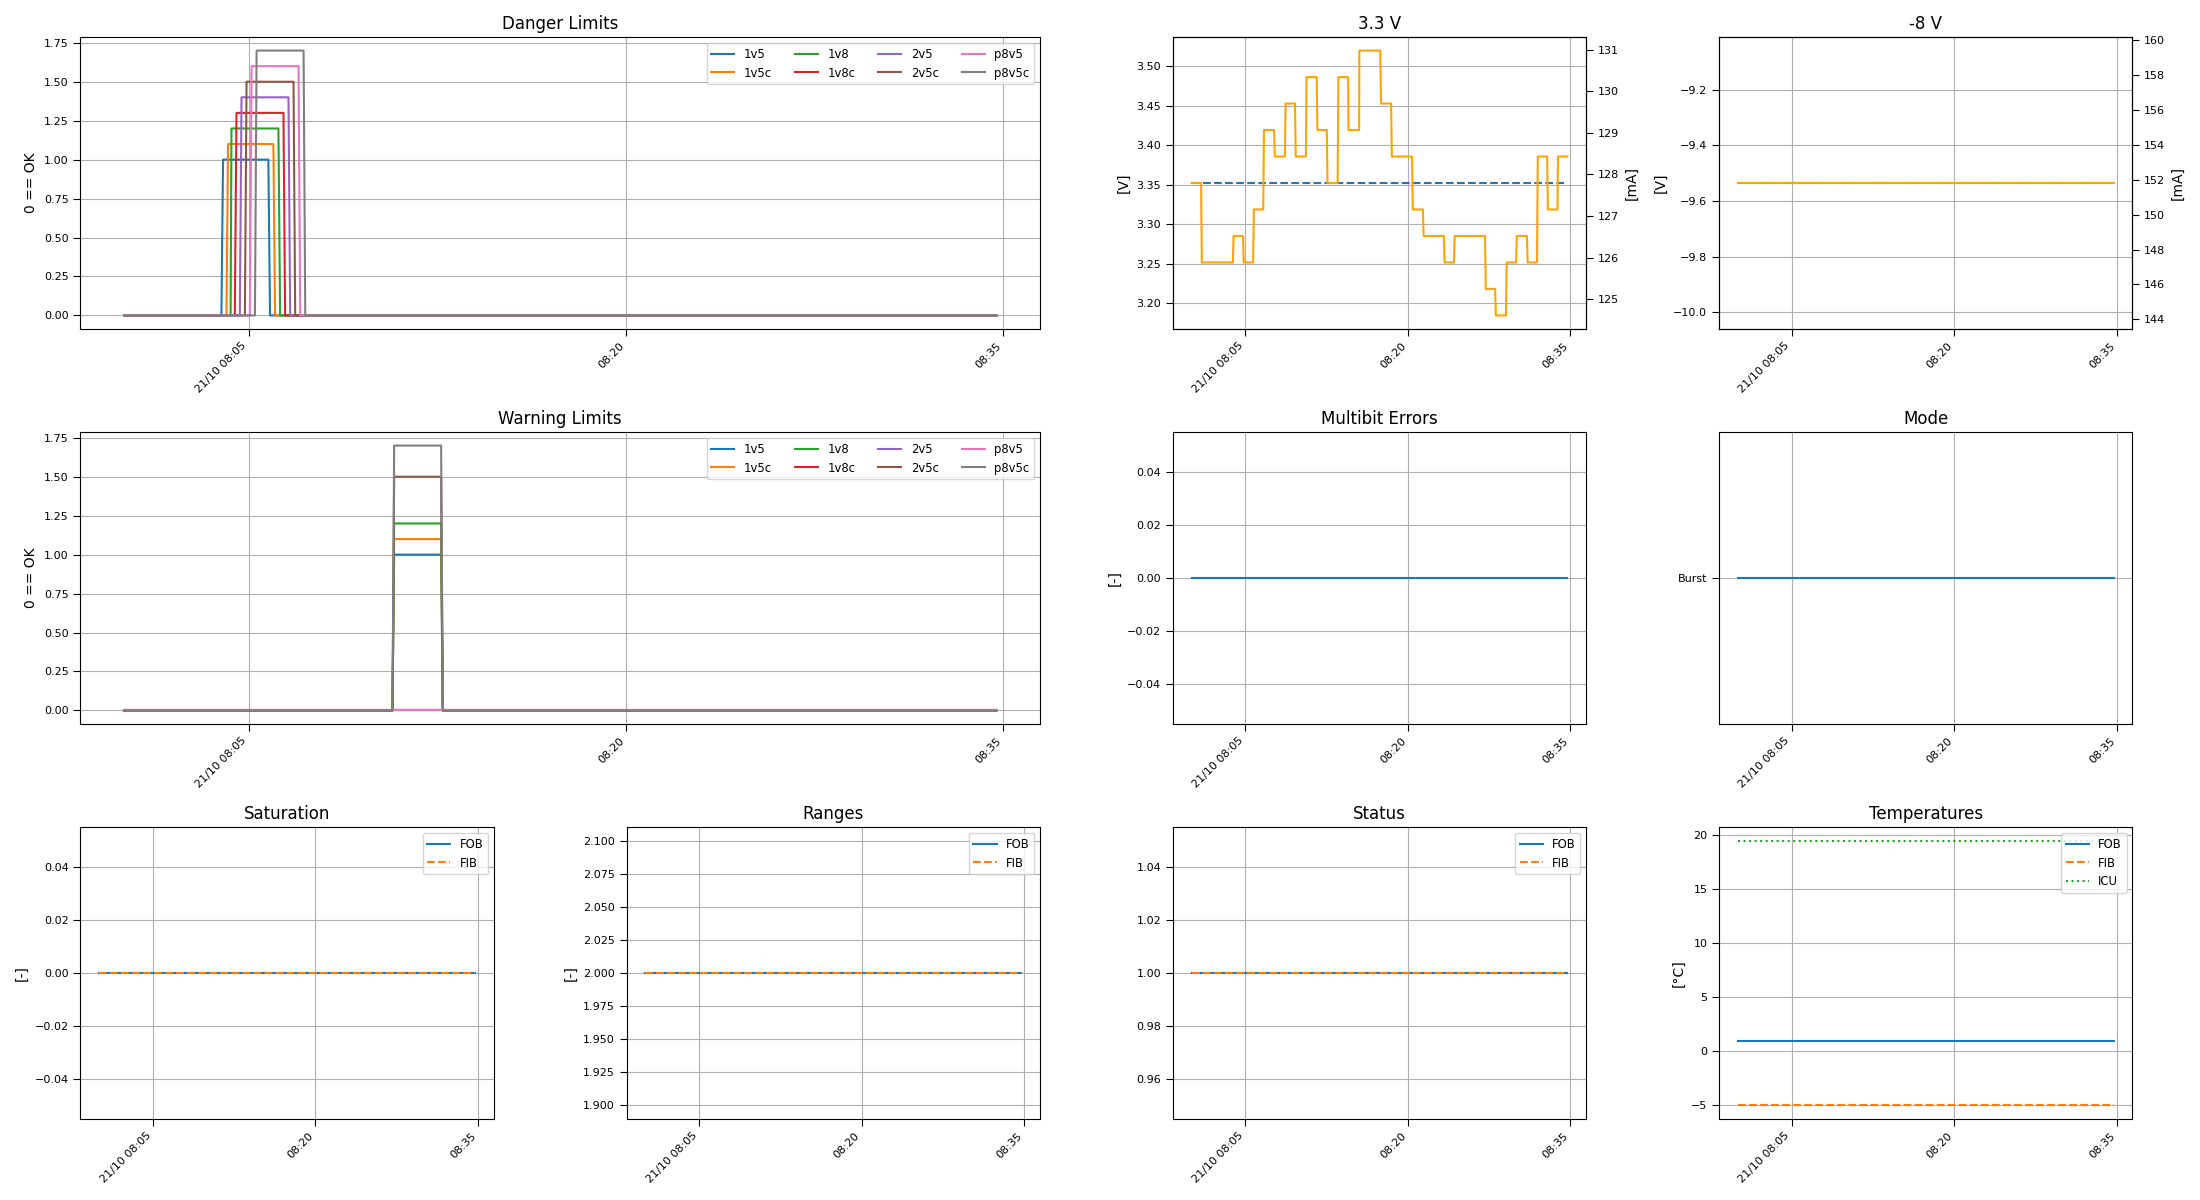 Danger Limits
0 == OK
1.75
1.50
1.25
1.00
0.75
0.50
0.25
0.00
1v5
1v5c
1v8
1v8c
2v5
2v5c
p8v5
p8v5c
21/10 08:05
08:20
08:35
3.3 V
[V]
3.50
3.45
3.40
3.35
3.30
3.25
3.20
131
130
129
128
127
126
125
[mA]
21/10 08:05
08:20
08:35
-8 V
[V]
−9.2
−9.4
−9.6
−9.8
−10.0
160
158
156
154
152
150
148
146
144
[mA]
21/10 08:05
08:20
08:35
Warning Limits
0 == OK
1.75
1.50
1.25
1.00
0.75
0.50
0.25
0.00
1v5
1v5c
1v8
1v8c
2v5
2v5c
p8v5
p8v5c
21/10 08:05
08:20
08:35
Multibit Errors
[-]
0.04
0.02
0.00
−0.02
−0.04
21/10 08:05
08:20
08:35
Mode
Burst
21/10 08:05
08:20
08:35
Saturation
[-]
0.04
0.02
0.00
−0.02
−0.04
FOB
FIB
21/10 08:05
08:20
08:35
Ranges
[-]
2.100
2.075
2.050
2.025
2.000
1.975
1.950
1.925
1.900
FOB
FIB
21/10 08:05
08:20
08:35
Status
1.04
1.02
1.00
0.98
0.96
FOB
FIB
21/10 08:05
08:20
08:35
Temperatures
[°C]
20
15
10
5
0
−5
FOB
FIB
ICU
21/10 08:05
08:20
08:35